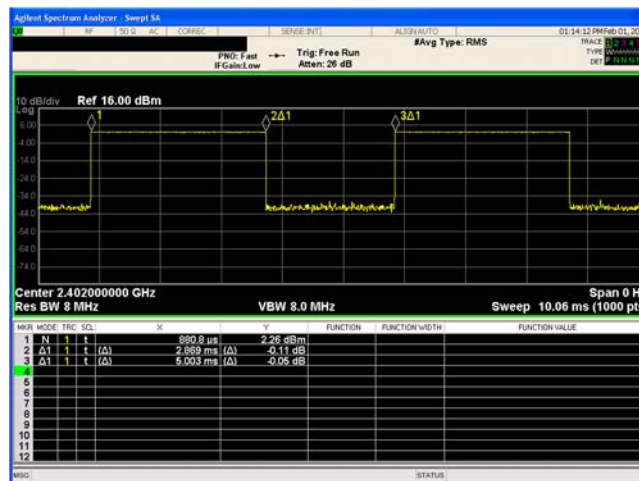 Agilent Spectrum Analyzer - Swept SA
RF 50 Ω AC CORREC SENSE:INT ALIGN AUTO 01:14:12 PM Feb 01, 20
#Avg Type: RMS TRACE 1 2 3 4
PNO: Fast Trig: Free Run TYPE
IFGain:Low Atten: 26 dB DET P N N N
10 dB/div Ref 16.00 dBm
Log
1 2Δ1 3Δ1
6.00
-4.00
-14.0
-24.0
-34.0
-44.0
-54.0
-64.0
-74.0
Center 2.402000000 GHz Span 0 H
Res BW 8 MHz VBW 8.0 MHz Sweep 10.06 ms (1000 pt
MKR MODE TRC SCL X Y FUNCTION FUNCTION WIDTH FUNCTION VALUE
1 N 1 t 880.8 µs 2.26 dBm
2 Δ1 1 t (Δ) 2.869 ms (Δ) -0.11 dB
3 Δ1 1 t (Δ) 5.003 ms (Δ) -0.05 dB
4
5
6
7
8
9
10
11
12
MSG STATUS